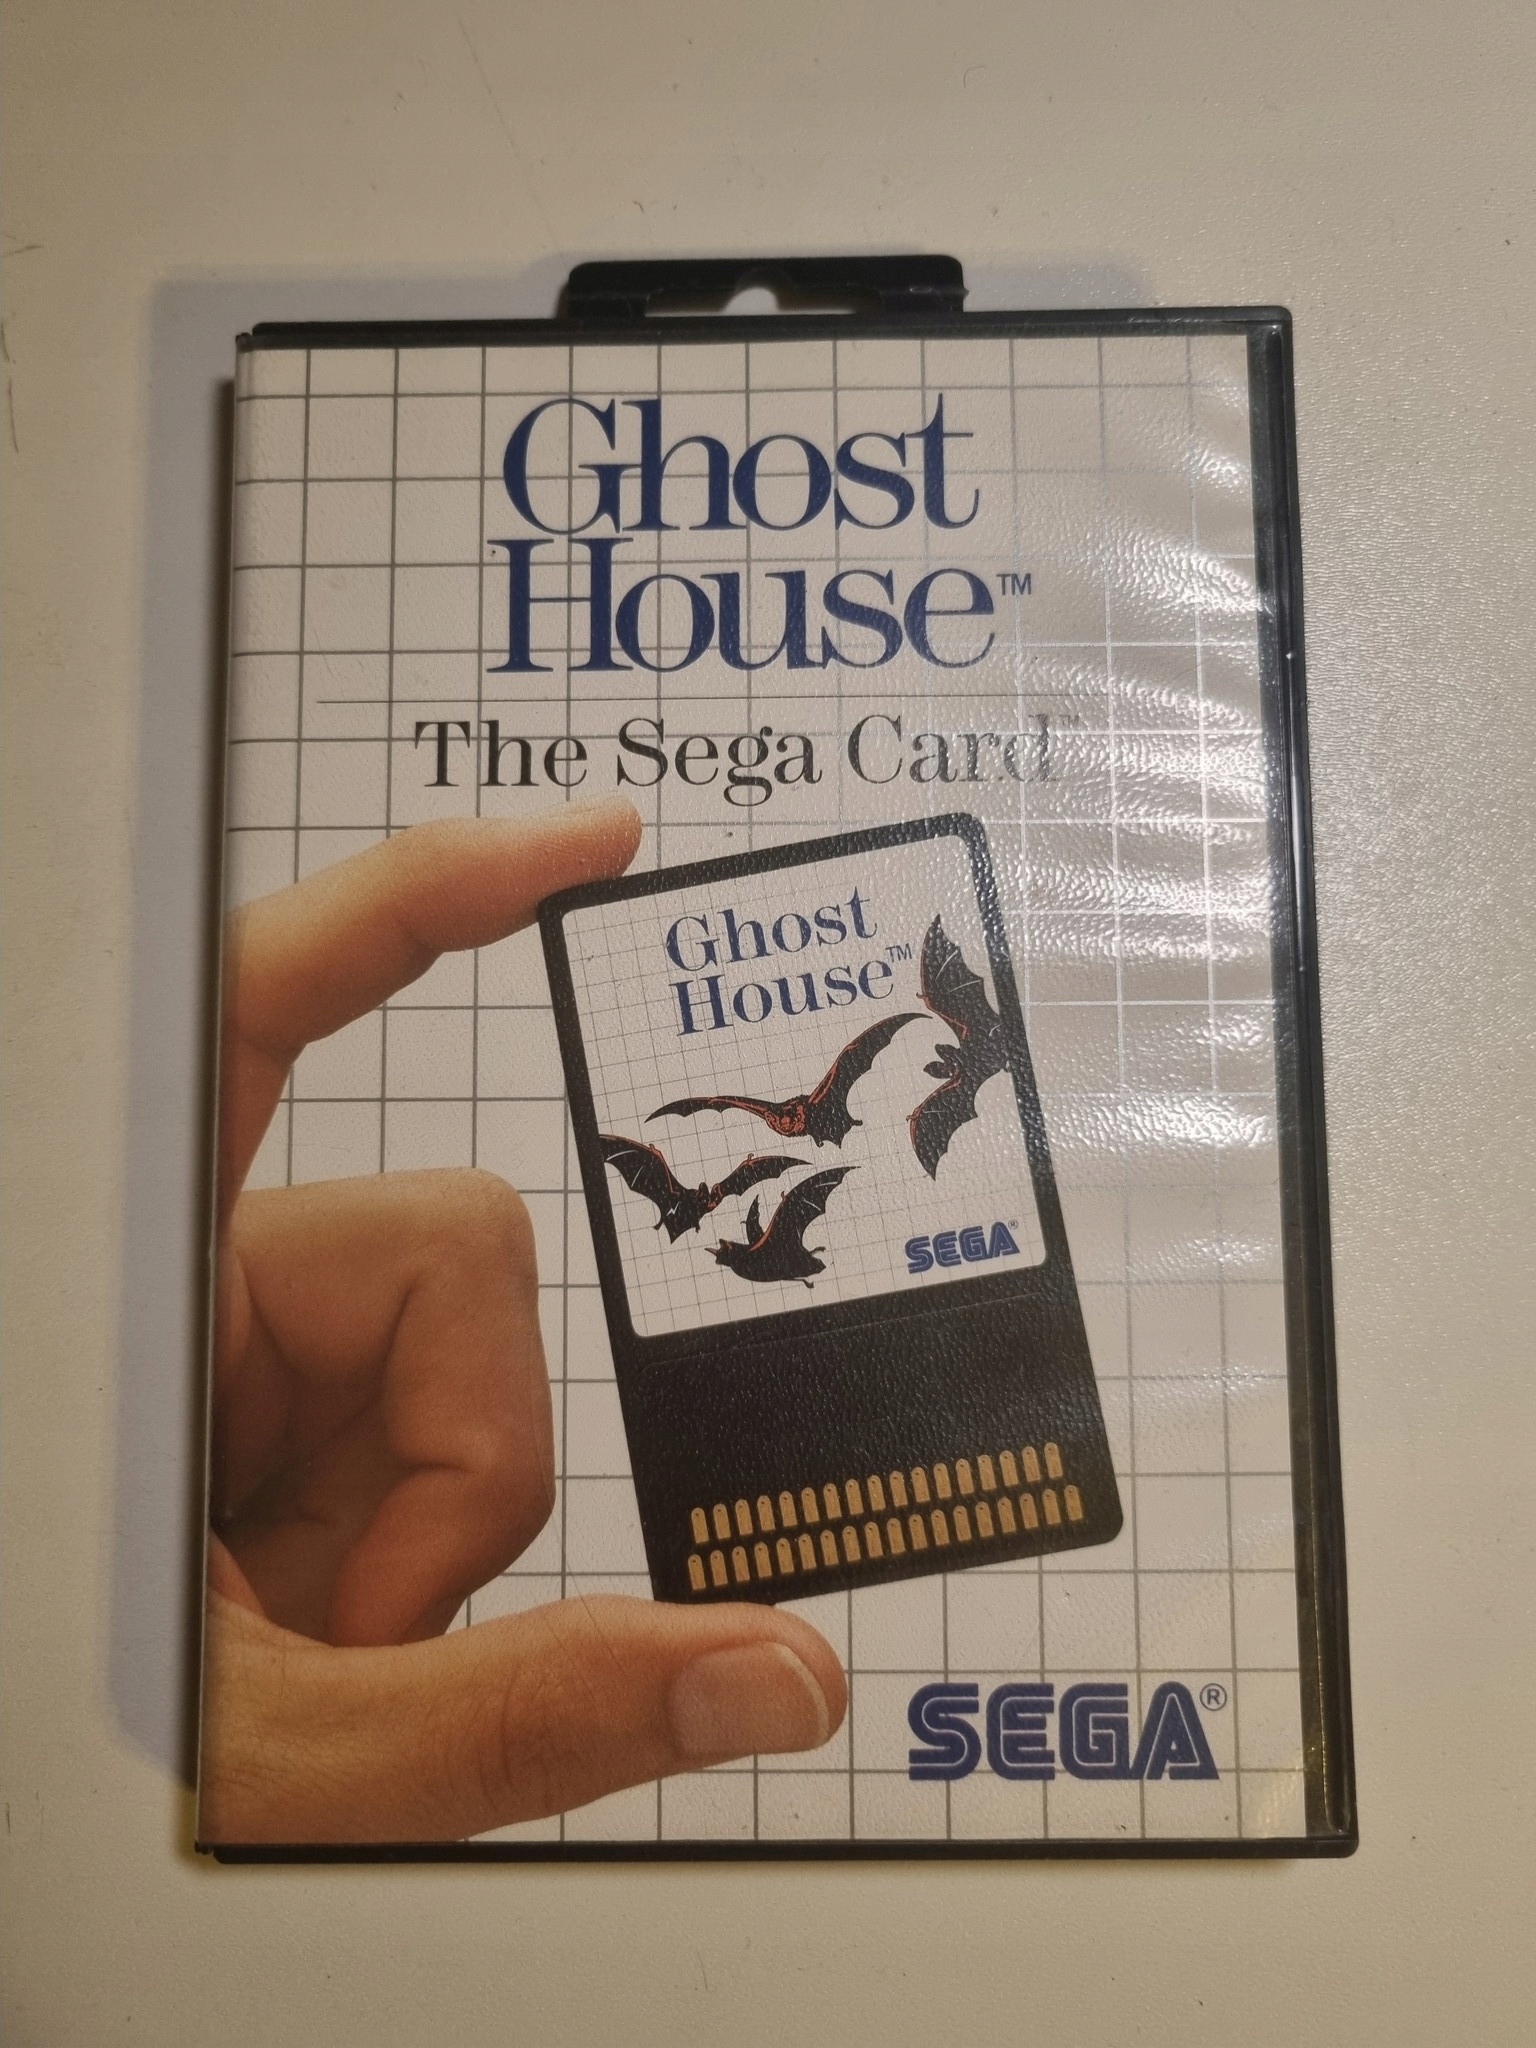 Ghost
House™
The Sega Card™
Ghost
House™
SEGA®
SEGA®